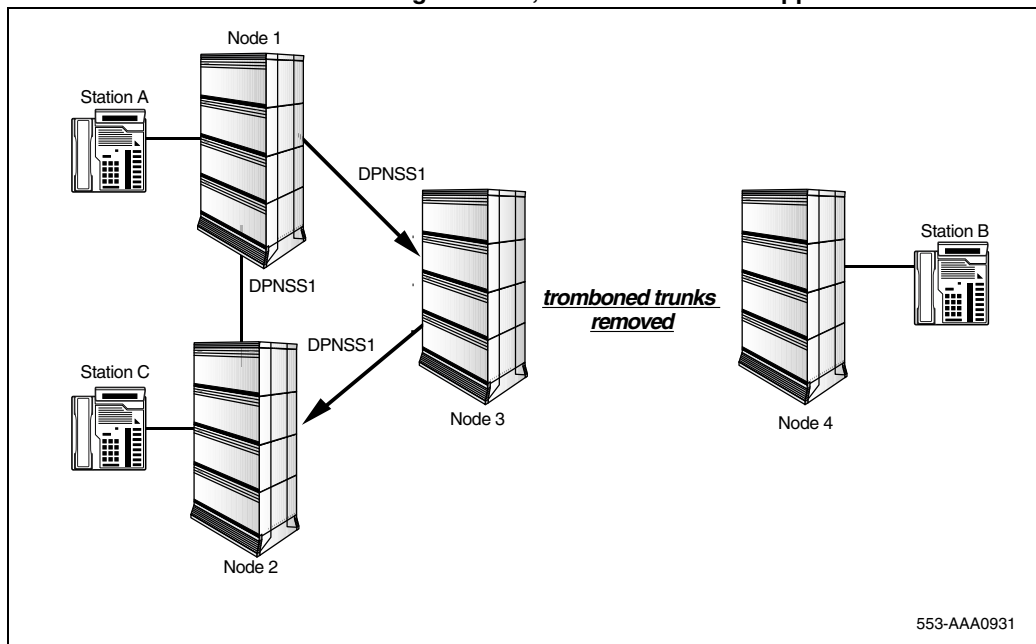 Node 1
Station A
DPNSS1
Station B
DPNSS1
tromboned trunks
removed
DPNSS1
Station C
Node 3
Node 4
Node 2
553-AAA0931